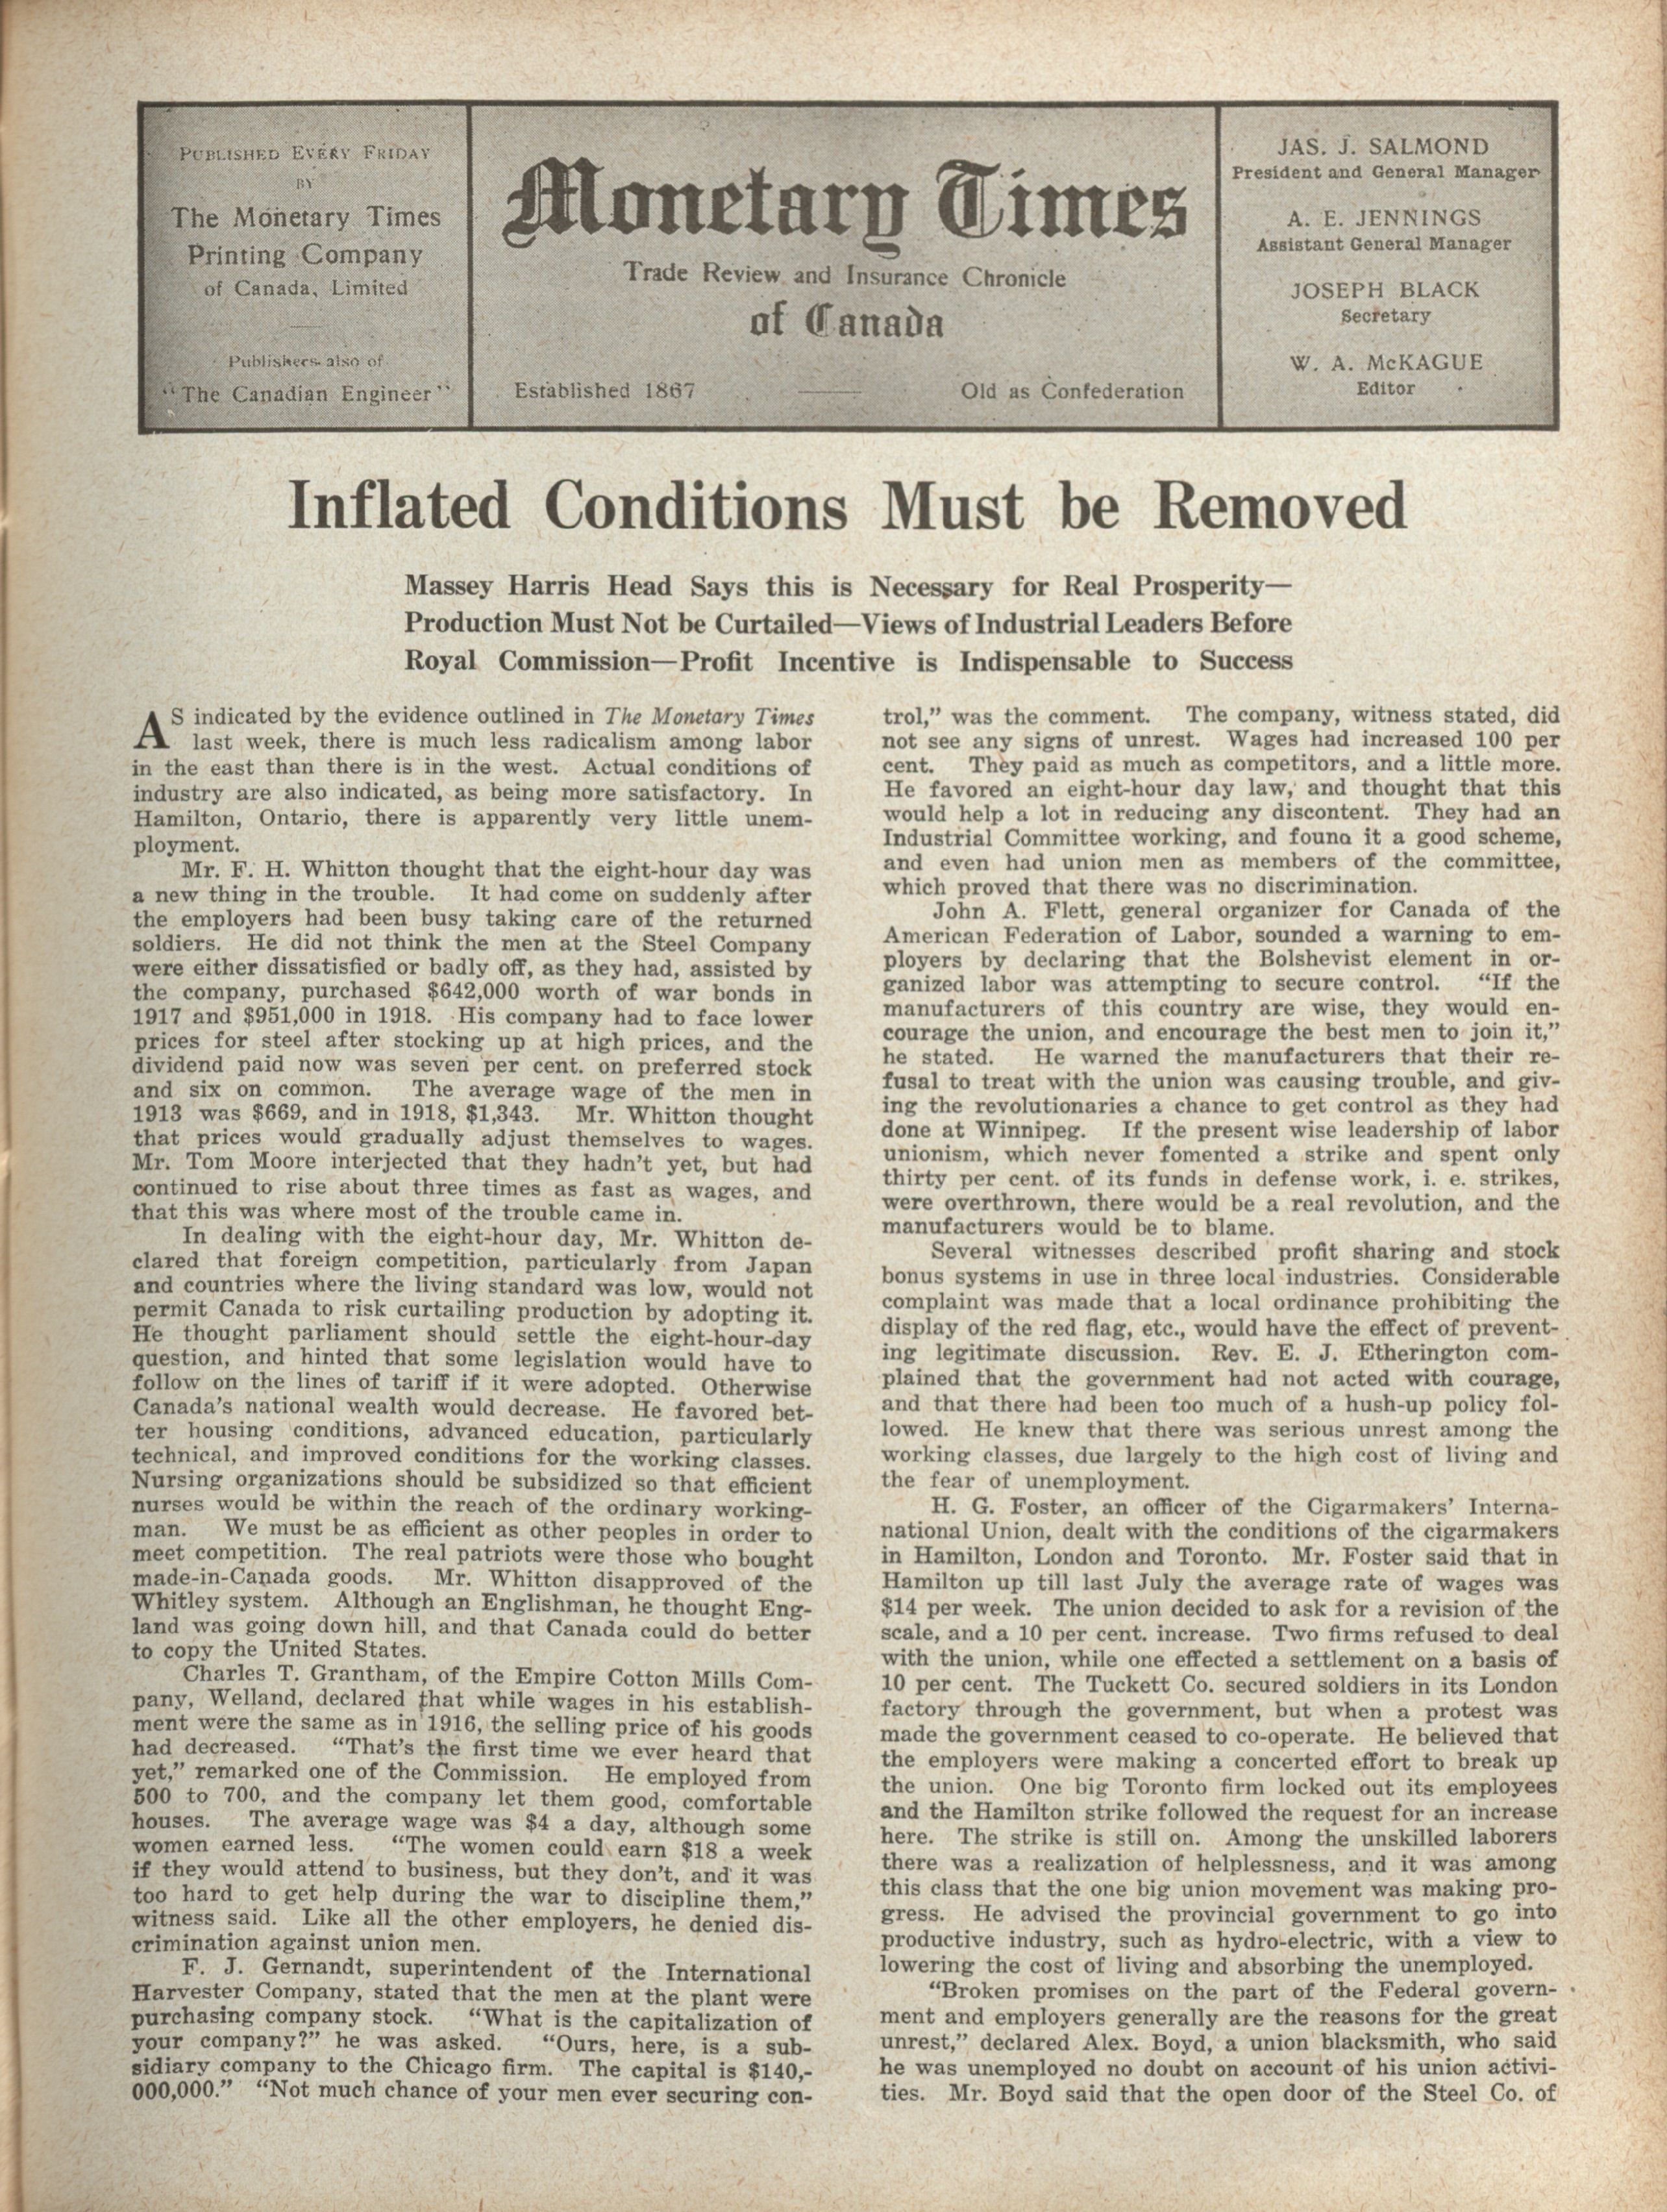 PUBLISHED EVERY FRIDAY
BY
The Monetary Times
Printing Company
of Canada, Limited
Publishers also of
"The Canadian Engineer"
Monetary Times
Trade Review and Insurance Chronicle
of Canada
Established 1867
Old as Confederation
JAS. J. SALMOND
President and General Manager
A. E. JENNINGS
Assistant General Manager
JOSEPH BLACK
Secretary
W. A. McKAGUE
Editor
Inflated Conditions Must be Removed
Massey Harris Head Says this is Necessary for Real Prosperity—
Production Must Not be Curtailed—Views of Industrial Leaders Before
Royal Commission—Profit Incentive is Indispensable to Success
AS indicated by the evidence outlined in The Monetary Times
last week, there is much less radicalism among labor
in the east than there is in the west. Actual conditions of
industry are also indicated, as being more satisfactory. In
Hamilton, Ontario, there is apparently very little unem-
ployment.
Mr. F. H. Whitton thought that the eight-hour day was
a new thing in the trouble. It had come on suddenly after
the employers had been busy taking care of the returned
soldiers. He did not think the men at the Steel Company
were either dissatisfied or badly off, as they had, assisted by
the company, purchased $642,000 worth of war bonds in
1917 and $951,000 in 1918. His company had to face lower
prices for steel after stocking up at high prices, and the
dividend paid now was seven per cent. on preferred stock
and six on common. The average wage of the men in
1913 was $669, and in 1918, $1,343. Mr. Whitton thought
that prices would gradually adjust themselves to wages.
Mr. Tom Moore interjected that they hadn't yet, but had
continued to rise about three times as fast as wages, and
that this was where most of the trouble came in.
In dealing with the eight-hour day, Mr. Whitton de-
clared that foreign competition, particularly from Japan
and countries where the living standard was low, would not
permit Canada to risk curtailing production by adopting it.
He thought parliament should settle the eight-hour-day
question, and hinted that some legislation would have to
follow on the lines of tariff if it were adopted. Otherwise
Canada's national wealth would decrease. He favored bet-
ter housing conditions, advanced education, particularly
technical, and improved conditions for the working classes.
Nursing organizations should be subsidized so that efficient
nurses would be within the reach of the ordinary working-
man. We must be as efficient as other peoples in order to
meet competition. The real patriots were those who bought
made-in-Canada goods. Mr. Whitton disapproved of the
Whitley system. Although an Englishman, he thought Eng-
land was going down hill, and that Canada could do better
to copy the United States.
Charles T. Grantham, of the Empire Cotton Mills Com-
pany, Welland, declared that while wages in his establish-
ment were the same as in 1916, the selling price of his goods
had decreased. "That's the first time we ever heard that
yet," remarked one of the Commission. He employed from
500 to 700, and the company let them good, comfortable
houses. The average wage was $4 a day, although some
women earned less. "The women could earn $18 a week
if they would attend to business, but they don't, and it was
too hard to get help during the war to discipline them,"
witness said. Like all the other employers, he denied dis-
crimination against union men.
F. J. Gernandt, superintendent of the International
Harvester Company, stated that the men at the plant were
purchasing company stock. "What is the capitalization of
your company?" he was asked. "Ours, here, is a sub-
sidiary company to the Chicago firm. The capital is $140,-
000,000." "Not much chance of your men ever securing con-
trol," was the comment. The company, witness stated, did
not see any signs of unrest. Wages had increased 100 per
cent. They paid as much as competitors, and a little more.
He favored an eight-hour day law, and thought that this
would help a lot in reducing any discontent. They had an
Industrial Committee working, and found it a good scheme,
and even had union men as members of the committee,
which proved that there was no discrimination.
John A. Flett, general organizer for Canada of the
American Federation of Labor, sounded a warning to em-
ployers by declaring that the Bolshevist element in or-
ganized labor was attempting to secure control. "If the
manufacturers of this country are wise, they would en-
courage the union, and encourage the best men to join it,"
he stated. He warned the manufacturers that their re-
fusal to treat with the union was causing trouble, and giv-
ing the revolutionaries a chance to get control as they had
done at Winnipeg. If the present wise leadership of labor
unionism, which never fomented a strike and spent only
thirty per cent. of its funds in defense work, i. e. strikes,
were overthrown, there would be a real revolution, and the
manufacturers would be to blame.
Several witnesses described profit sharing and stock
bonus systems in use in three local industries. Considerable
complaint was made that a local ordinance prohibiting the
display of the red flag, etc., would have the effect of prevent-
ing legitimate discussion. Rev. E. J. Etherington com-
plained that the government had not acted with courage,
and that there had been too much of a hush-up policy fol-
lowed. He knew that there was serious unrest among the
working classes, due largely to the high cost of living and
the fear of unemployment.
H. G. Foster, an officer of the Cigarmakers' Interna-
national Union, dealt with the conditions of the cigarmakers
in Hamilton, London and Toronto. Mr. Foster said that in
Hamilton up till last July the average rate of wages was
$14 per week. The union decided to ask for a revision of the
scale, and a 10 per cent. increase. Two firms refused to deal
with the union, while one effected a settlement on a basis of
10 per cent. The Tuckett Co. secured soldiers in its London
factory through the government, but when a protest was
made the government ceased to co-operate. He believed that
the employers were making a concerted effort to break up
the union. One big Toronto firm locked out its employees
and the Hamilton strike followed the request for an increase
here. The strike is still on. Among the unskilled laborers
there was a realization of helplessness, and it was among
this class that the one big union movement was making pro-
gress. He advised the provincial government to go into
productive industry, such as hydro-electric, with a view to
lowering the cost of living and absorbing the unemployed.
"Broken promises on the part of the Federal govern-
ment and employers generally are the reasons for the great
unrest," declared Alex. Boyd, a union blacksmith, who said
he was unemployed no doubt on account of his union activi-
ties. Mr. Boyd said that the open door of the Steel Co. of